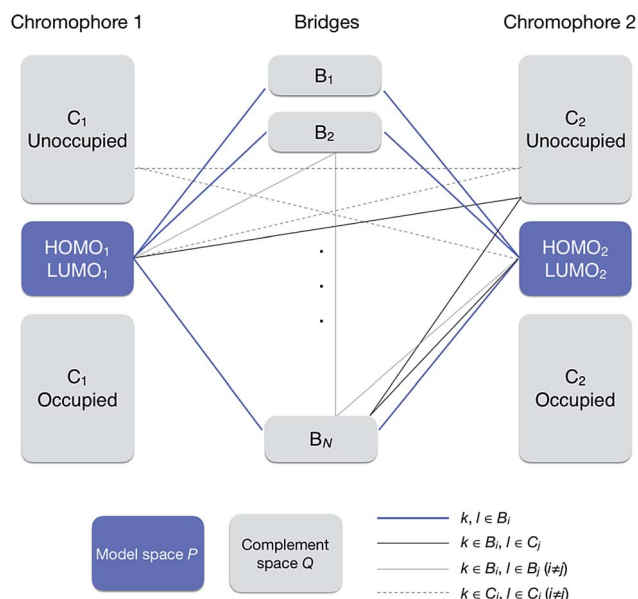 Chromophore 1
Bridges
Chromophore 2
C₁
Unoccupied
B₁
B₂
C₂
Unoccupied
HOMO₁
LUMO₁
.
.
.
HOMO₂
LUMO₂
C₁
Occupied
B_N
C₂
Occupied
Model space P
Complement
space Q
k, l ∈ Bᵢ
k ∈ Bᵢ, l ∈ Cⱼ
k ∈ Bᵢ, l ∈ Bⱼ (i≠j)
k ∈ Cᵢ, l ∈ Cⱼ (i≠j)